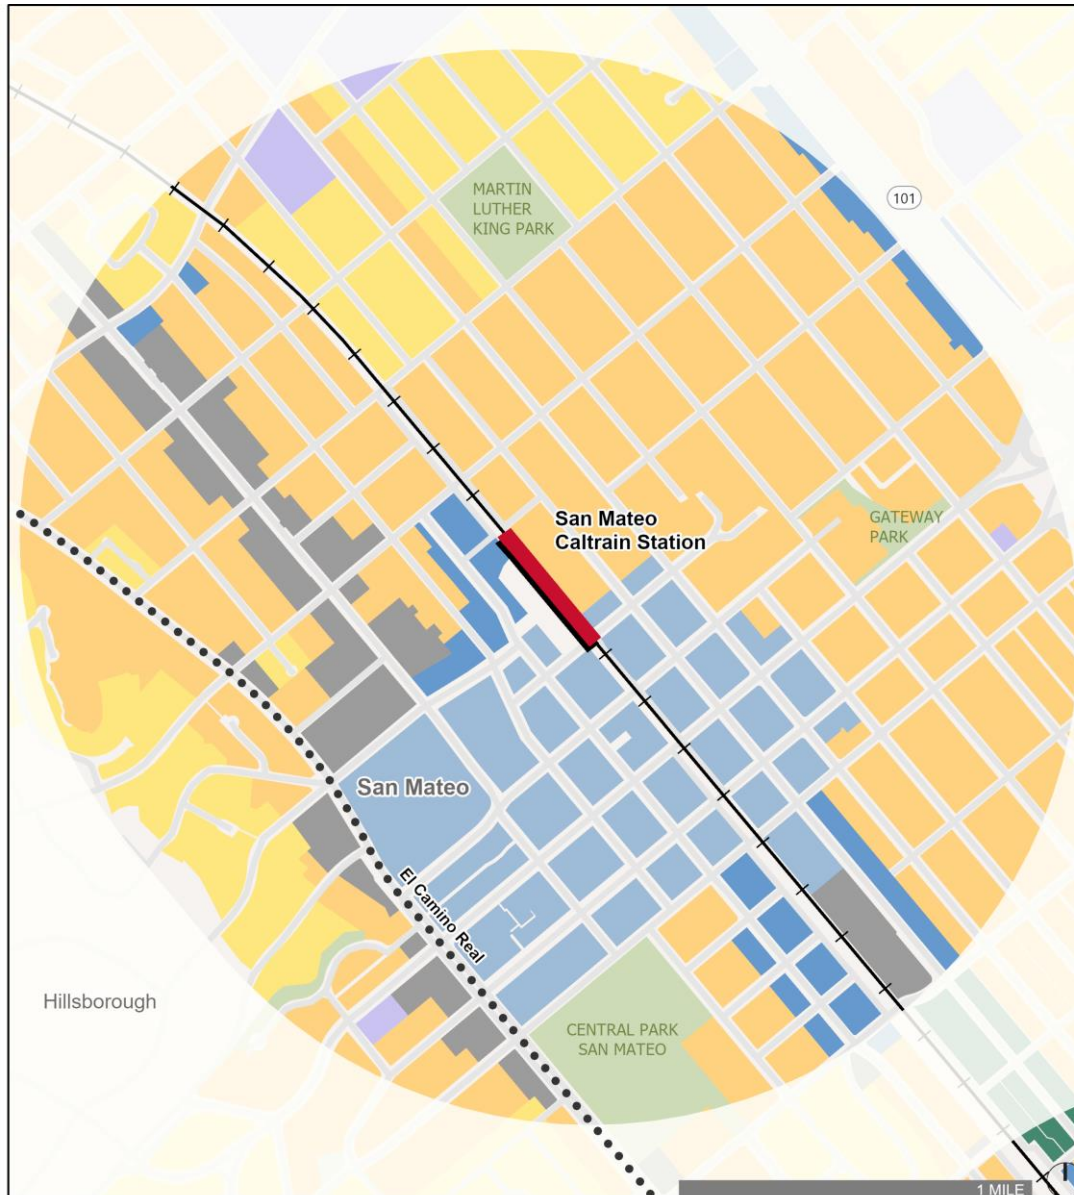 MARTIN
LUTHER
KING PARK
101
San Mateo
Caltrain Station
GATEWAY
PARK
San Mateo
El Camino Real
Hillsborough
CENTRAL PARK
SAN MATEO
1 MILE